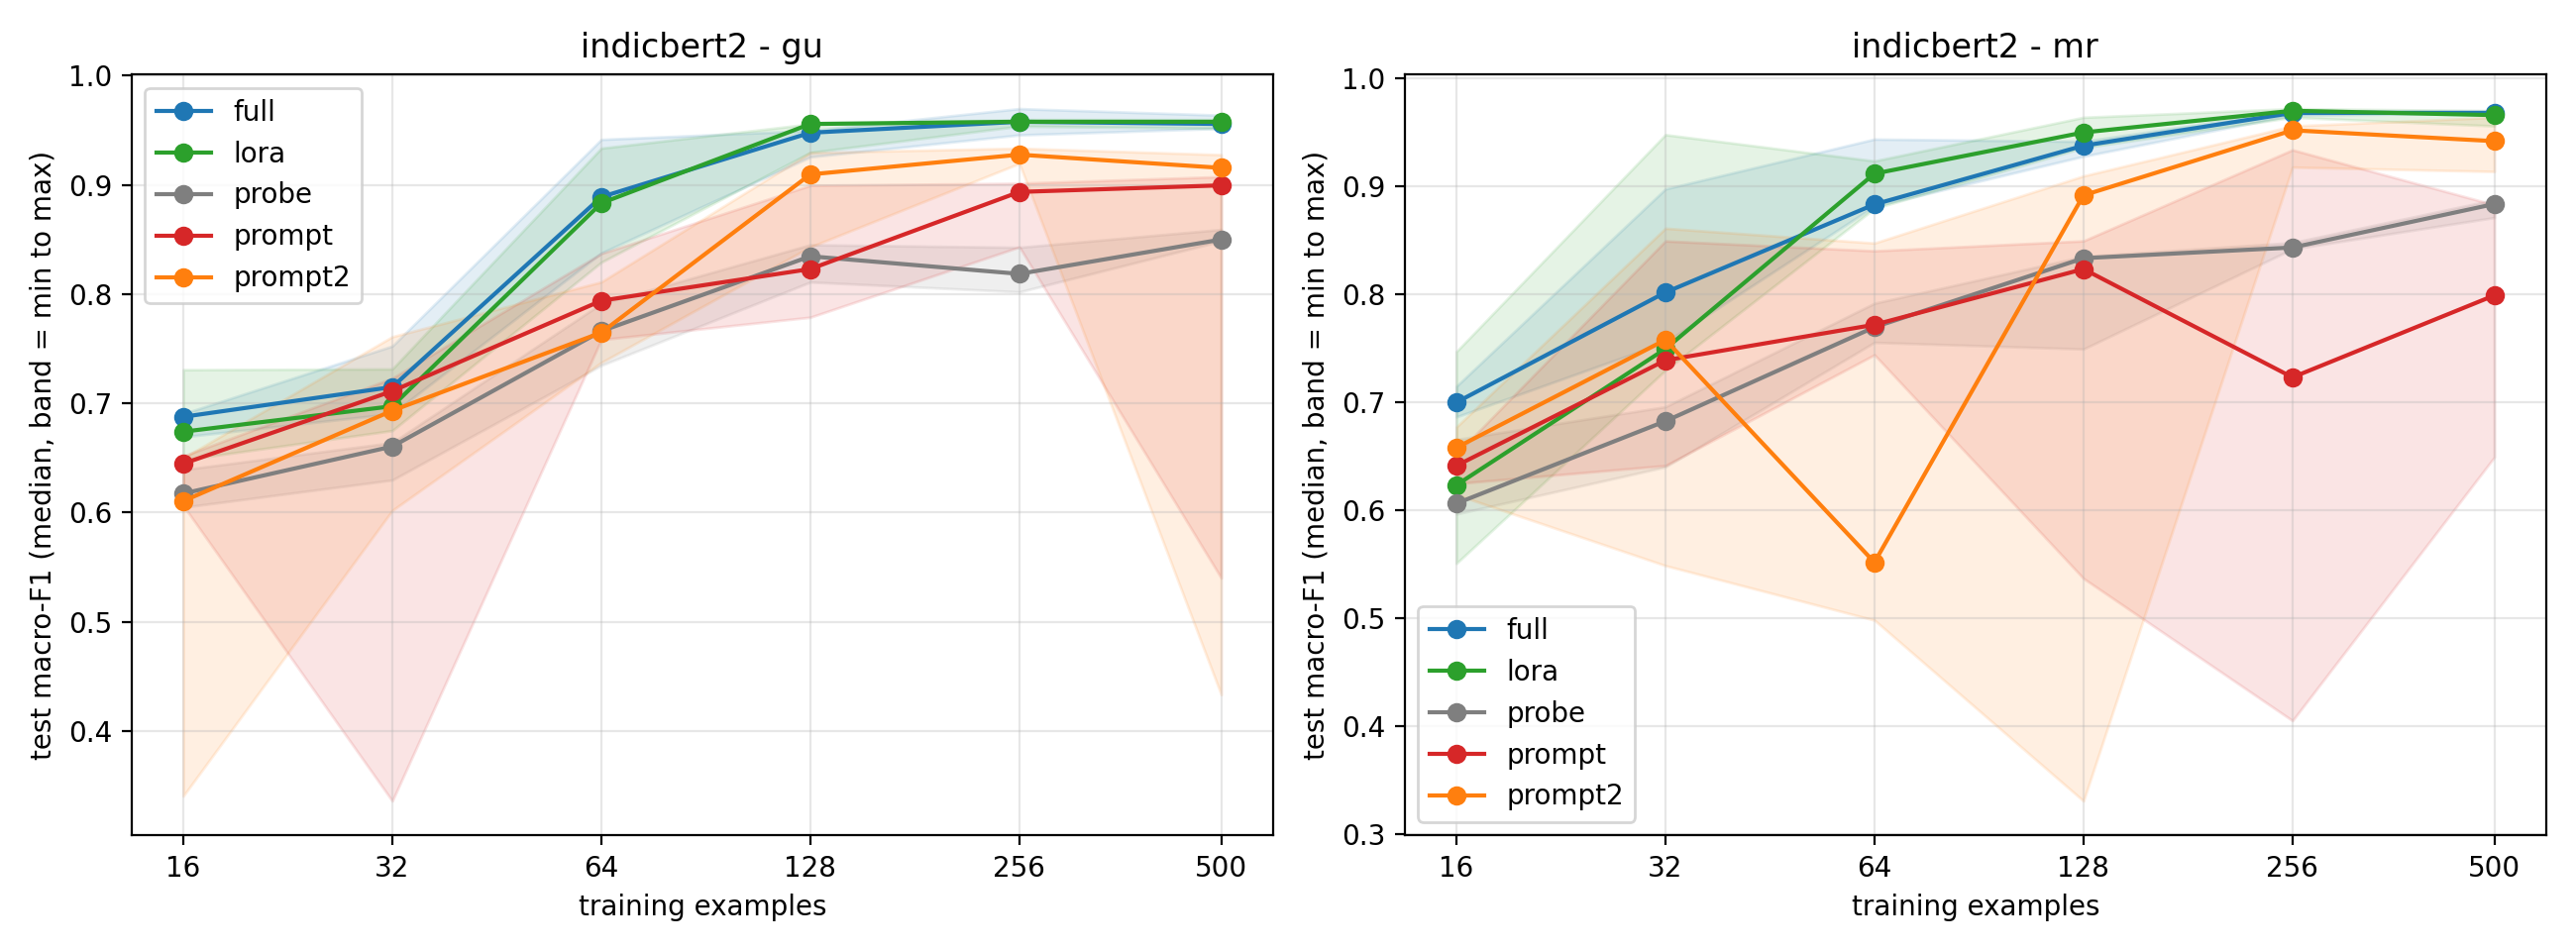 indicbert2 - gu
test macro-F1 (median, band = min to max)
1.0
0.9
0.8
0.7
0.6
0.5
0.4
full
lora
probe
prompt
prompt2
16 32 64 128 256 500
training examples
indicbert2 - mr
test macro-F1 (median, band = min to max)
1.0
0.9
0.8
0.7
0.6
0.5
0.4
0.3
full
lora
probe
prompt
prompt2
16 32 64 128 256 500
training examples